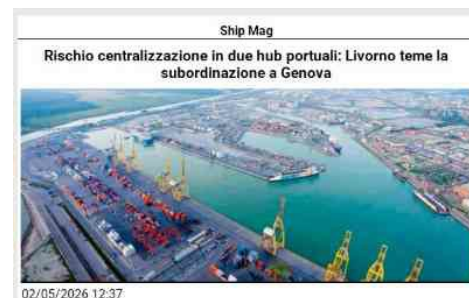 Ship Mag
Rischio centralizzazione in due hub portuali: Livorno teme la
subordinazione a Genova
02/05/2026 12:37